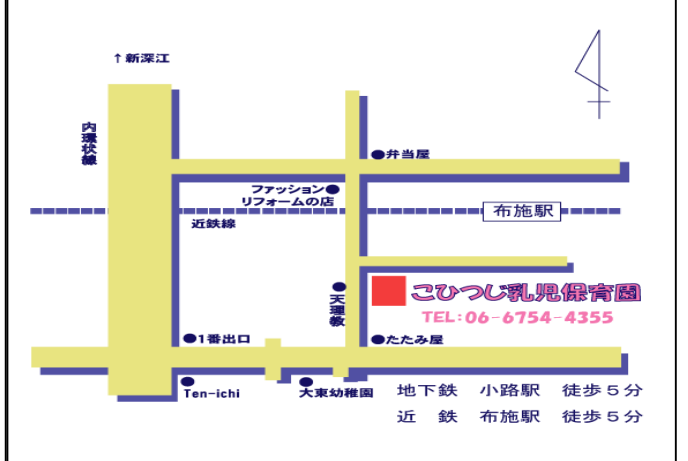 ↑新深江
内環状線
弁当屋
ファッション
リフォームの店
布施駅
近鉄線
こひつじ乳児保育園
天理教
TEL:06-6754-4355
1番出口
たたみ屋
Ten-ichi
大東幼稚園
地下鉄 小路駅 徒歩5分
近 鉄 布施駅 徒歩5分